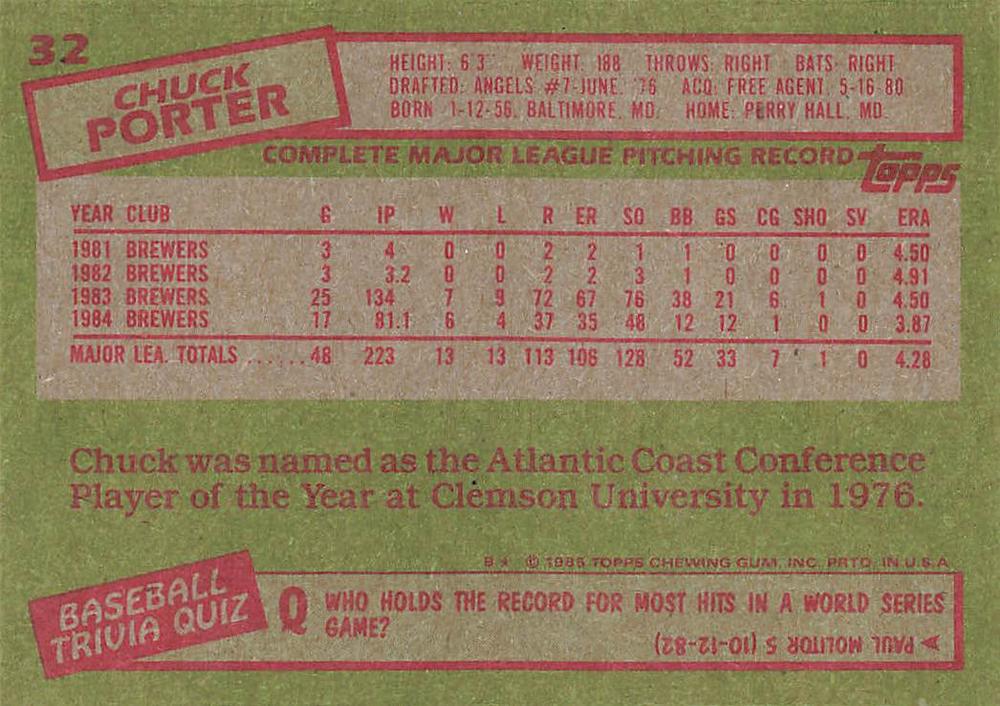 32
CHUCK
PORTER
HEIGHT: 6'3" WEIGHT: 188 THROWS: RIGHT BATS: RIGHT
DRAFTED: ANGELS #7-JUNE, '76 ACQ: FREE AGENT, 5-16-80
BORN 1-12-56, BALTIMORE, MD. HOME: PERRY HALL, MD.
COMPLETE MAJOR LEAGUE PITCHING RECORD
topps
YEAR CLUB G IP W L R ER SO BB GS CG SHO SV ERA
1981 BREWERS 3 4 0 0 2 2 1 1 0 0 0 0 4.50
1982 BREWERS 3 3.2 0 0 2 2 3 1 0 0 0 0 4.91
1983 BREWERS 25 134 7 9 72 67 76 38 21 6 1 0 4.50
1984 BREWERS 17 81.1 6 4 37 35 48 12 12 1 0 0 3.87
MAJOR LEA. TOTALS ......48 223 13 13 113 106 128 52 33 7 1 0 4.28
Chuck was named as the Atlantic Coast Conference
Player of the Year at Clemson University in 1976.
B★ © 1985 TOPPS CHEWING GUM, INC. PRTD. IN U.S.A.
BASEBALL
TRIVIA QUIZ
Q WHO HOLDS THE RECORD FOR MOST HITS IN A WORLD SERIES
GAME?
➤ PAUL MOLITOR 5 (10-12-82)